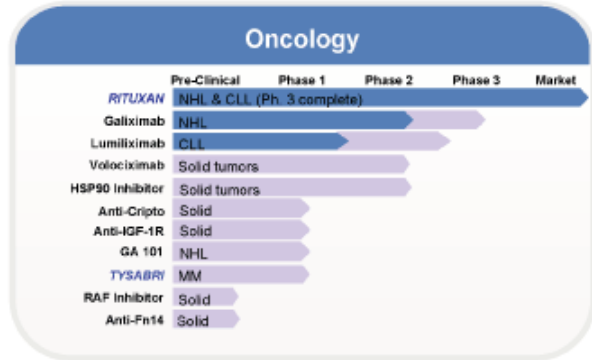 Oncology
Pre-Clinical Phase 1 Phase 2 Phase 3 Market
RITUXAN NHL & CLL (Ph. 3 complete)
Galiximab NHL
Lumiliximab CLL
Volociximab Solid tumors
HSP90 Inhibitor Solid tumors
Anti-Cripto Solid
Anti-IGF-1R Solid
GA 101 NHL
TYSABRI MM
RAF Inhibitor Solid
Anti-Fn14 Solid